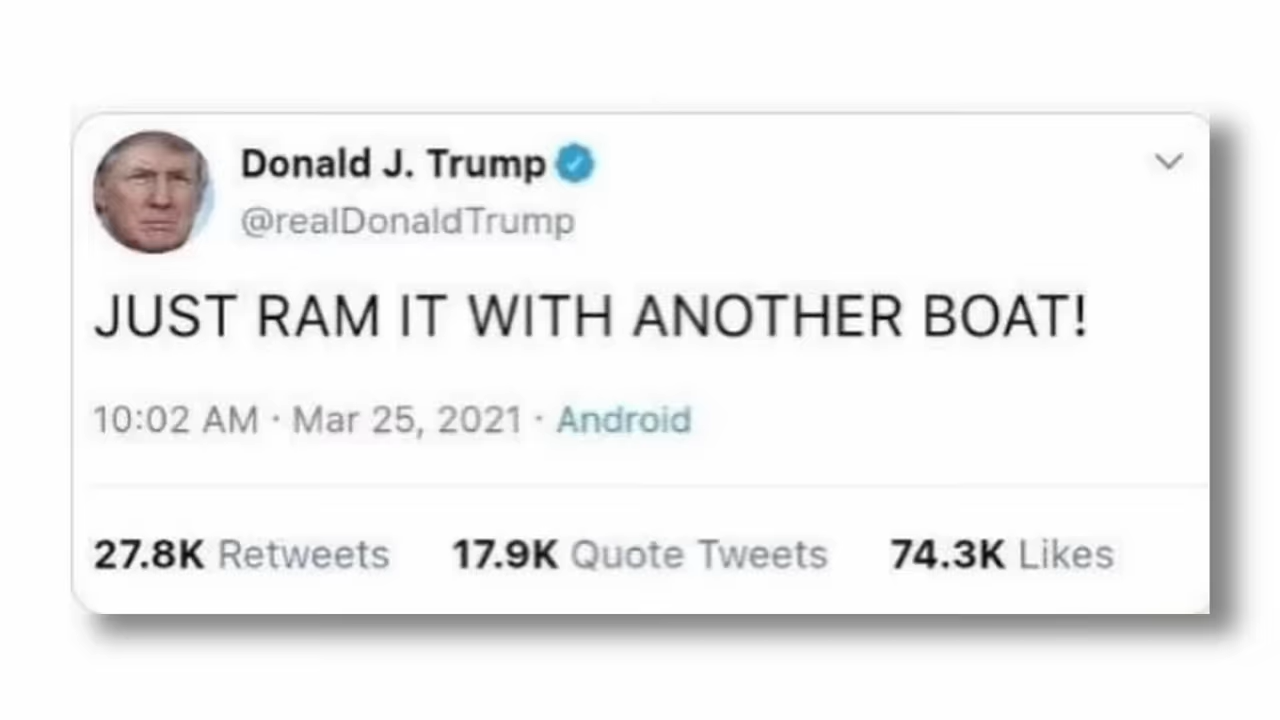 Donald J. Trump
@realDonaldTrump
JUST RAM IT WITH ANOTHER BOAT!
10:02 AM · Mar 25, 2021 · Android
27.8K Retweets 17.9K Quote Tweets 74.3K Likes